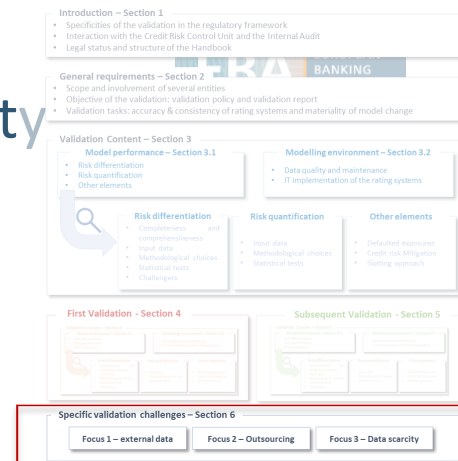 Introduction – Section 1
• Specificities of the validation in the regulatory framework
• Interaction with the Credit Risk Control Unit and the Internal Audit
• Legal status and structure of the Handbook
BANKING
General requirements – Section 2
• Scope and involvement of several entities
• Objective of the validation: validation policy and validation report
• Validation tasks: accuracy & consistency of rating systems and materiality of model change
ty
Validation Content – Section 3
Model performance – Section 3.1
• Risk differentiation
• Risk quantification
• Other elements
Modelling environment – Section 3.2
• Data quality and maintenance
• IT implementation of the rating systems
Risk differentiation
• Completeness and
comprehensiveness
• Input data
• Methodological choices
• Statistical tests
• Challengers
Risk quantification
• Input data
• Methodological choices
• Statistical tests
Other elements
• Defaulted exposures
• Credit risk Mitigation
• Slotting approach
First Validation - Section 4
Subsequent Validation - Section 5
Specific validation challenges – Section 6
Focus 1 – external data
Focus 2 – Outsourcing
Focus 3 – Data scarcity